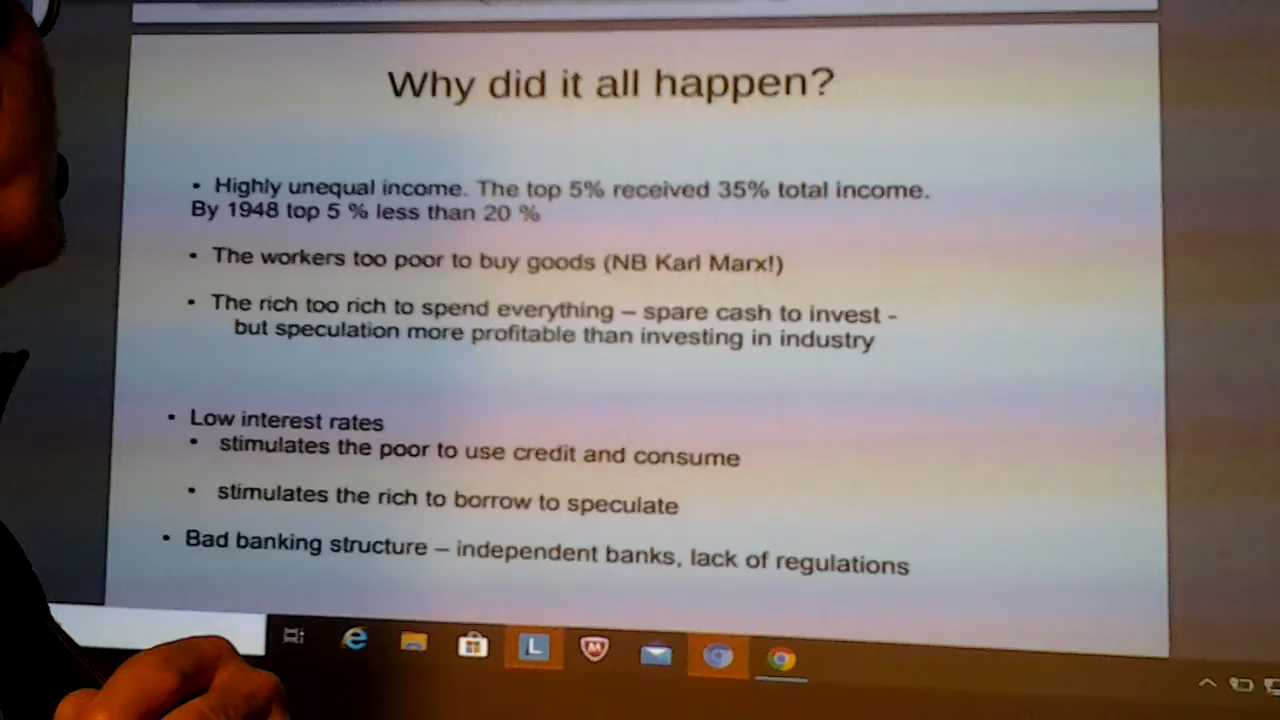 Why did it all happen?
• Highly unequal income. The top 5% received 35% total income.
By 1948 top 5 % less than 20 %
• The workers too poor to buy goods (NB Karl Marx!)
• The rich too rich to spend everything – spare cash to invest -
but speculation more profitable than investing in industry
• Low interest rates
• stimulates the poor to use credit and consume
• stimulates the rich to borrow to speculate
• Bad banking structure – independent banks, lack of regulations
L